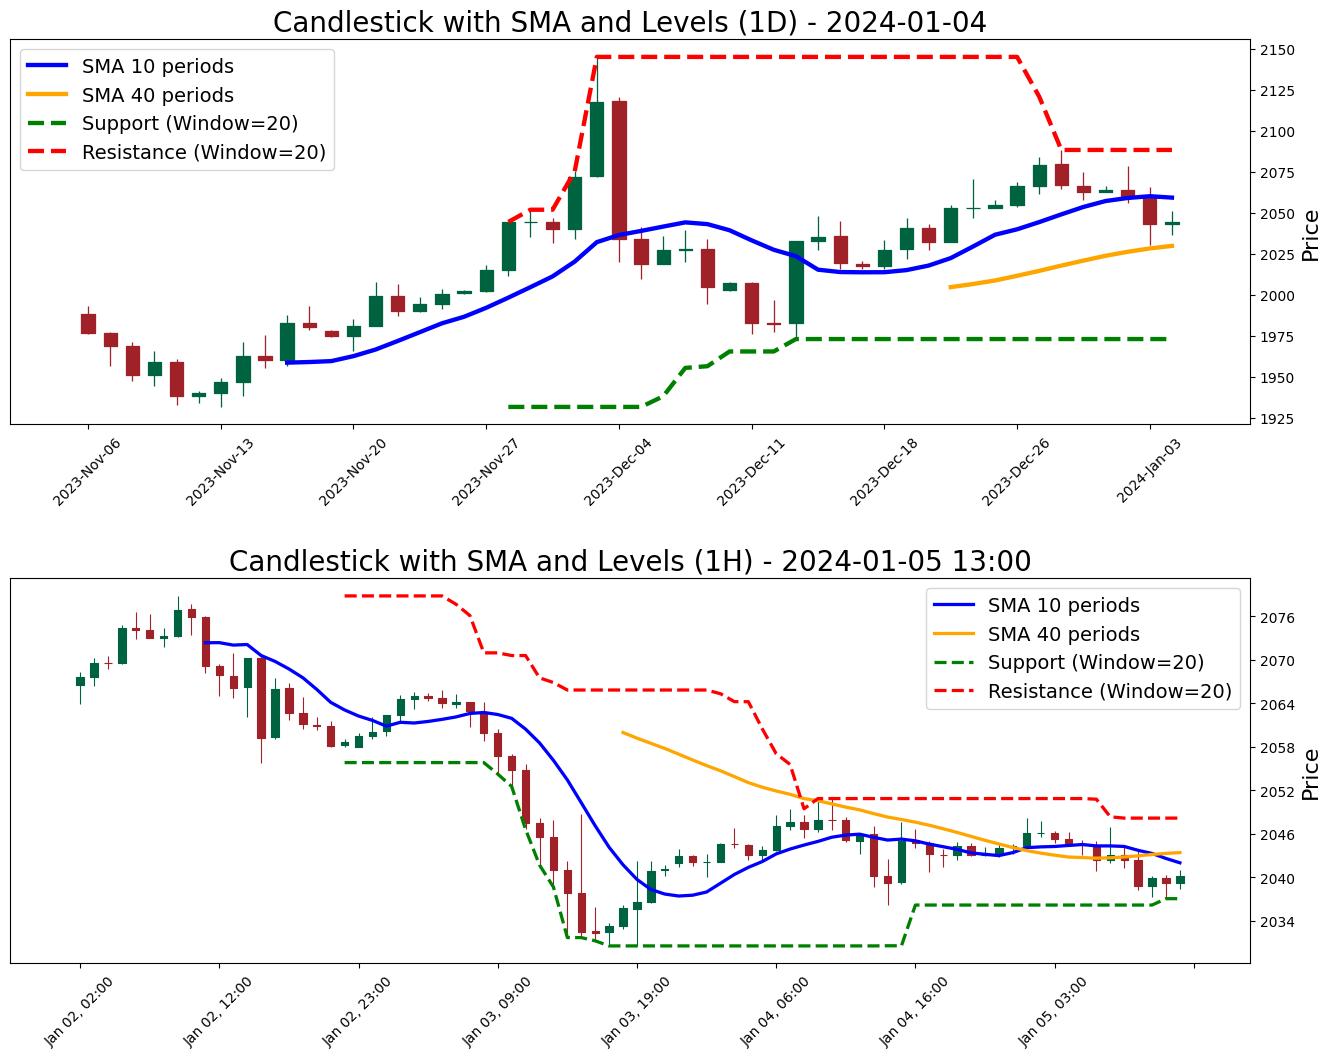 Candlestick with SMA and Levels (1D) - 2024-01-04
SMA 10 periods
SMA 40 periods
Support (Window=20)
Resistance (Window=20)
2150
2125
2100
2075
2050
2025
2000
1975
1950
1925
Price
2023-Nov-06
2023-Nov-13
2023-Nov-20
2023-Nov-27
2023-Dec-04
2023-Dec-11
2023-Dec-18
2023-Dec-26
2024-Jan-03
Candlestick with SMA and Levels (1H) - 2024-01-05 13:00
SMA 10 periods
SMA 40 periods
Support (Window=20)
Resistance (Window=20)
2076
2070
2064
2058
2052
2046
2040
2034
Price
Jan 02, 02:00
Jan 02, 12:00
Jan 02, 23:00
Jan 03, 09:00
Jan 03, 19:00
Jan 04, 06:00
Jan 04, 16:00
Jan 05, 03:00